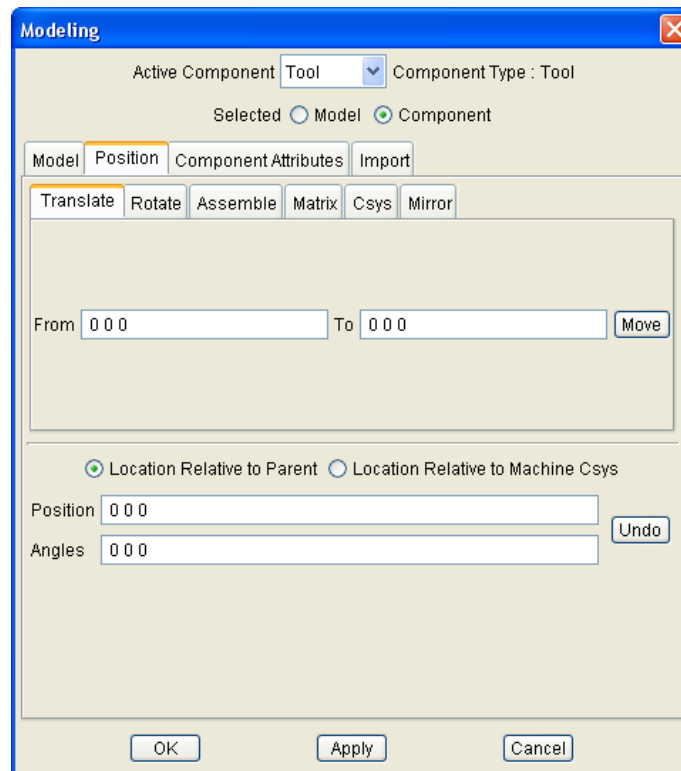 Modeling
Active Component Tool Component Type : Tool
Selected Model Component
Model Position Component Attributes Import
Translate Rotate Assemble Matrix Csys Mirror
From 0 0 0 To 0 0 0 Move
Location Relative to Parent Location Relative to Machine Csys
Position 0 0 0
Undo
Angles 0 0 0
OK Apply Cancel